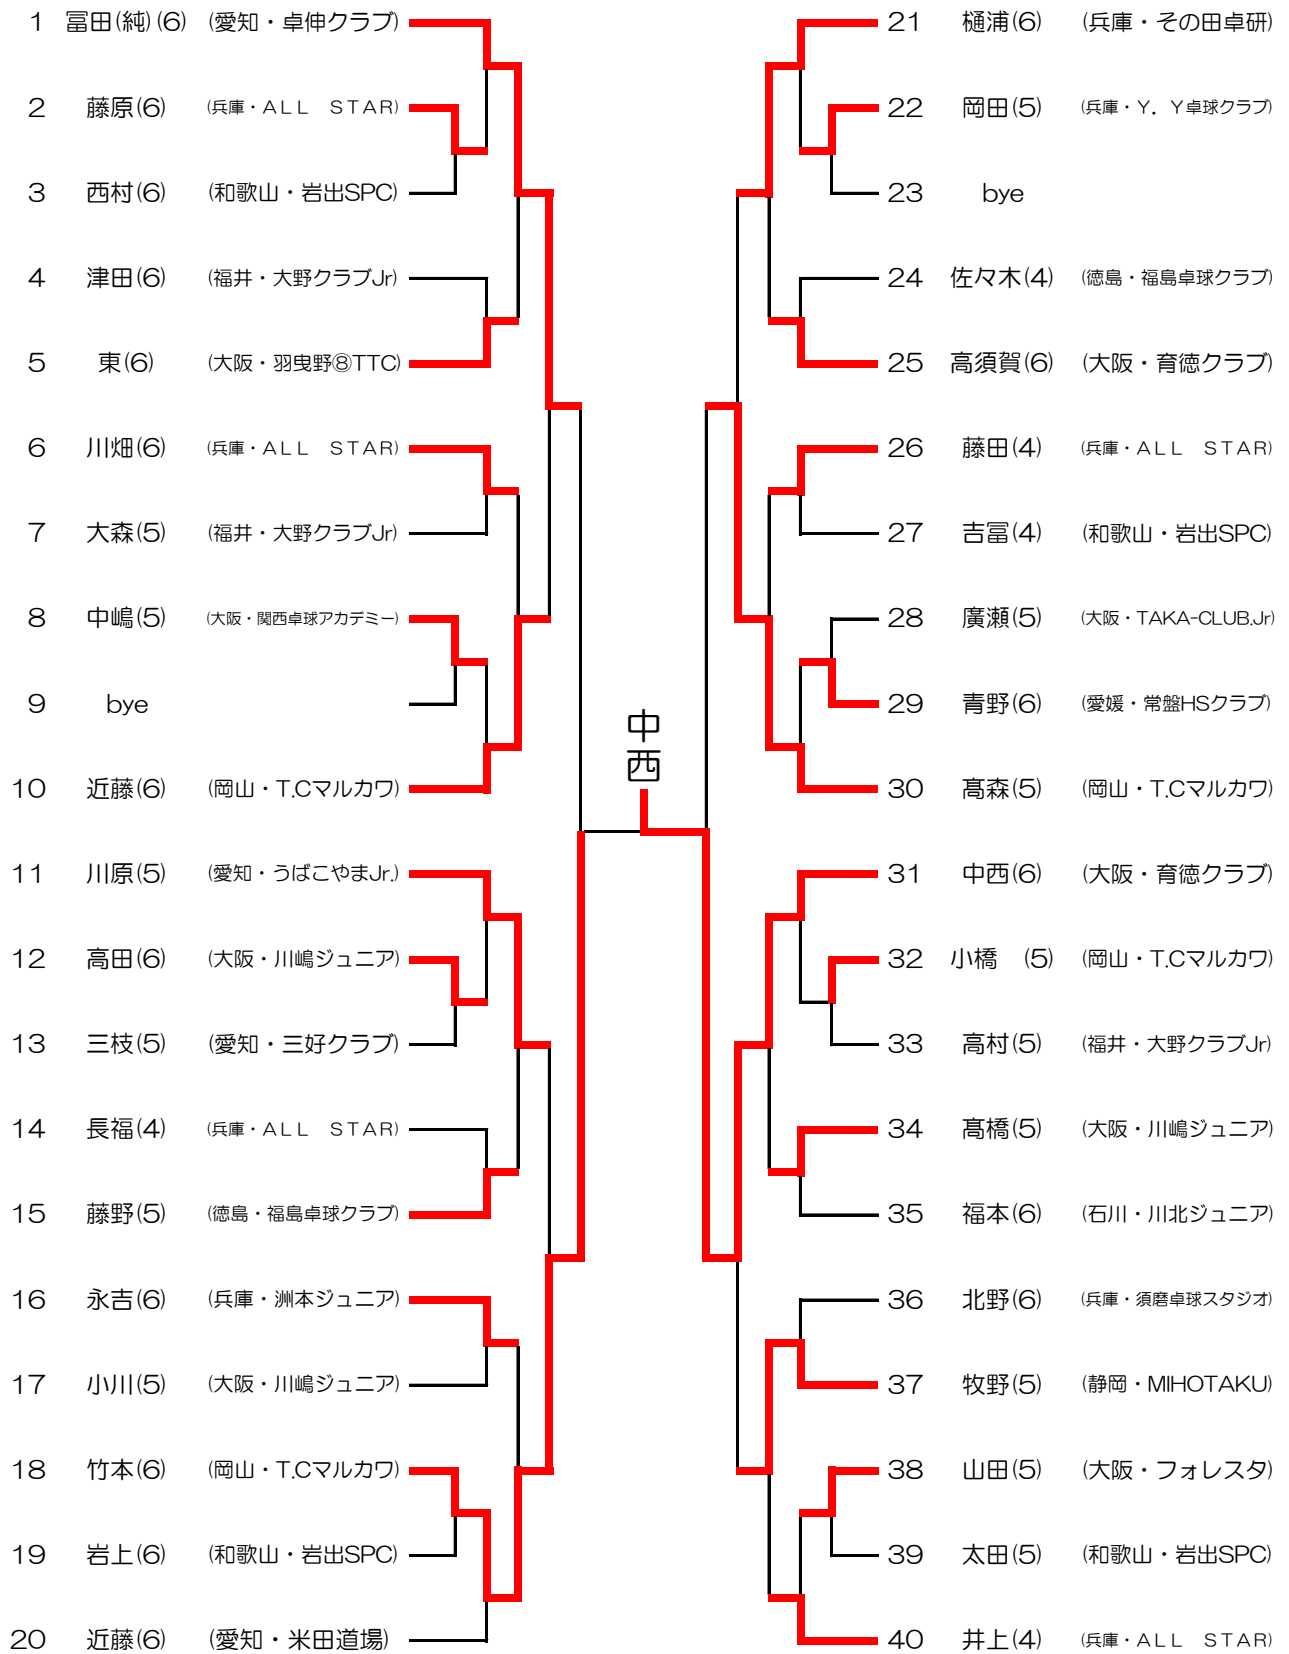 1 冨田(純)(6) (愛知・卓伸クラブ)
2 藤原(6) (兵庫・ALL STAR)
3 西村(6) (和歌山・岩出SPC)
4 津田(6) (福井・大野クラブJr)
5 東(6) (大阪・羽曳野⑧TTC)
6 川畑(6) (兵庫・ALL STAR)
7 大森(5) (福井・大野クラブJr)
8 中嶋(5) (大阪・関西卓球アカデミー)
9 bye
10 近藤(6) (岡山・T.Cマルカワ)
11 川原(5) (愛知・うばこやまJr.)
12 高田(6) (大阪・川嶋ジュニア)
13 三枝(5) (愛知・三好クラブ)
14 長福(4) (兵庫・ALL STAR)
15 藤野(5) (徳島・福島卓球クラブ)
16 永吉(6) (兵庫・洲本ジュニア)
17 小川(5) (大阪・川嶋ジュニア)
18 竹本(6) (岡山・T.Cマルカワ)
19 岩上(6) (和歌山・岩出SPC)
20 近藤(6) (愛知・米田道場)
中西
21 樋浦(6) (兵庫・その田卓研)
22 岡田(5) (兵庫・Y．Y卓球クラブ)
23 bye
24 佐々木(4) (徳島・福島卓球クラブ)
25 高須賀(6) (大阪・育徳クラブ)
26 藤田(4) (兵庫・ALL STAR)
27 吉冨(4) (和歌山・岩出SPC)
28 廣瀬(5) (大阪・TAKA-CLUB.Jr)
29 青野(6) (愛媛・常盤HSクラブ)
30 髙森(5) (岡山・T.Cマルカワ)
31 中西(6) (大阪・育徳クラブ)
32 小橋 (5) (岡山・T.Cマルカワ)
33 高村(5) (福井・大野クラブJr)
34 髙橋(5) (大阪・川嶋ジュニア)
35 福本(6) (石川・川北ジュニア)
36 北野(6) (兵庫・須磨卓球スタジオ)
37 牧野(5) (静岡・MIHOTAKU)
38 山田(5) (大阪・フォレスタ)
39 太田(5) (和歌山・岩出SPC)
40 井上(4) (兵庫・ALL STAR)